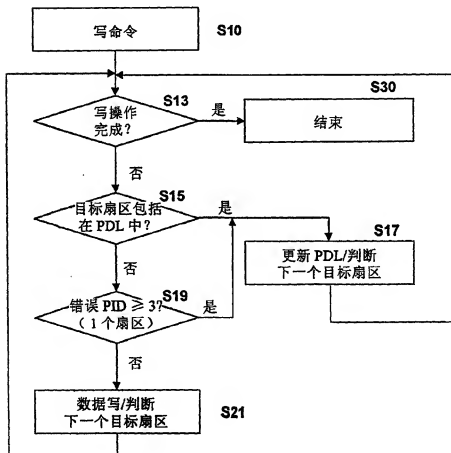 写命令
S10
S13
写操作
完成？
是
S30
结束
否
S15
目标扇区包括
在 PDL 中？
是
S17
更新 PDL/判断
下一个目标扇区
否
S19
错误 PID ≥ 3？
（1 个扇区）
是
否
数据写/判断
下一个目标扇区
S21